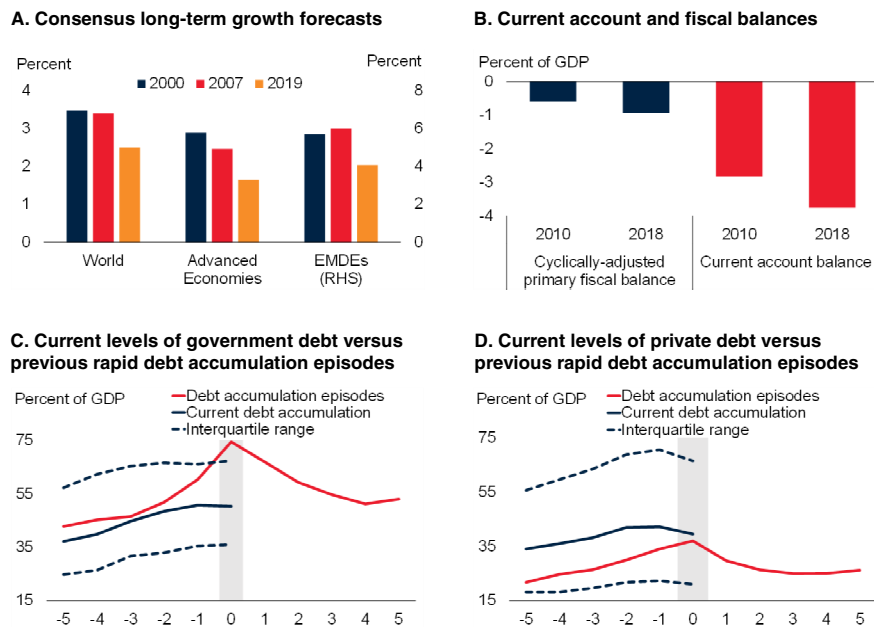 A. Consensus long-term growth forecasts
Percent
Percent
2000
2007
2019
4
3
2
1
0
8
6
4
2
0
World
Advanced
Economies
EMDEs
(RHS)
B. Current account and fiscal balances
Percent of GDP
0
-1
-2
-3
-4
2010
2018
2010
2018
Cyclically-adjusted
primary fiscal balance
Current account balance
C. Current levels of government debt versus
previous rapid debt accumulation episodes
Percent of GDP
Debt accumulation episodes
Current debt accumulation
Interquartile range
75
55
35
15
-5 -4 -3 -2 -1 0 1 2 3 4 5
D. Current levels of private debt versus
previous rapid debt accumulation episodes
Percent of GDP
Debt accumulation episodes
Current debt accumulation
Interquartile range
75
55
35
15
-5 -4 -3 -2 -1 0 1 2 3 4 5